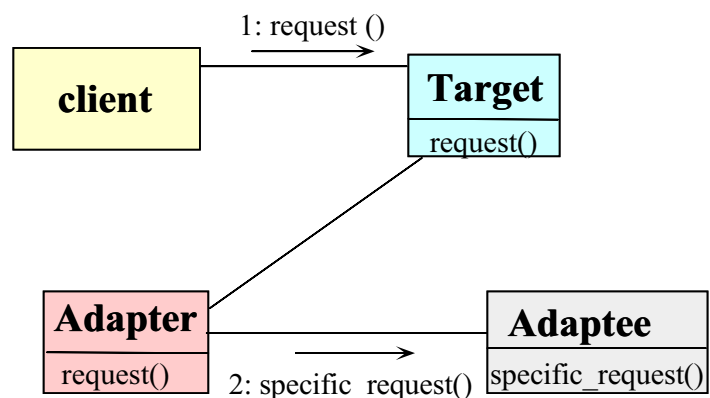 1: request ()
client
Target
request()
Adapter
request()
Adaptee
specific_request()
2: specific_request()